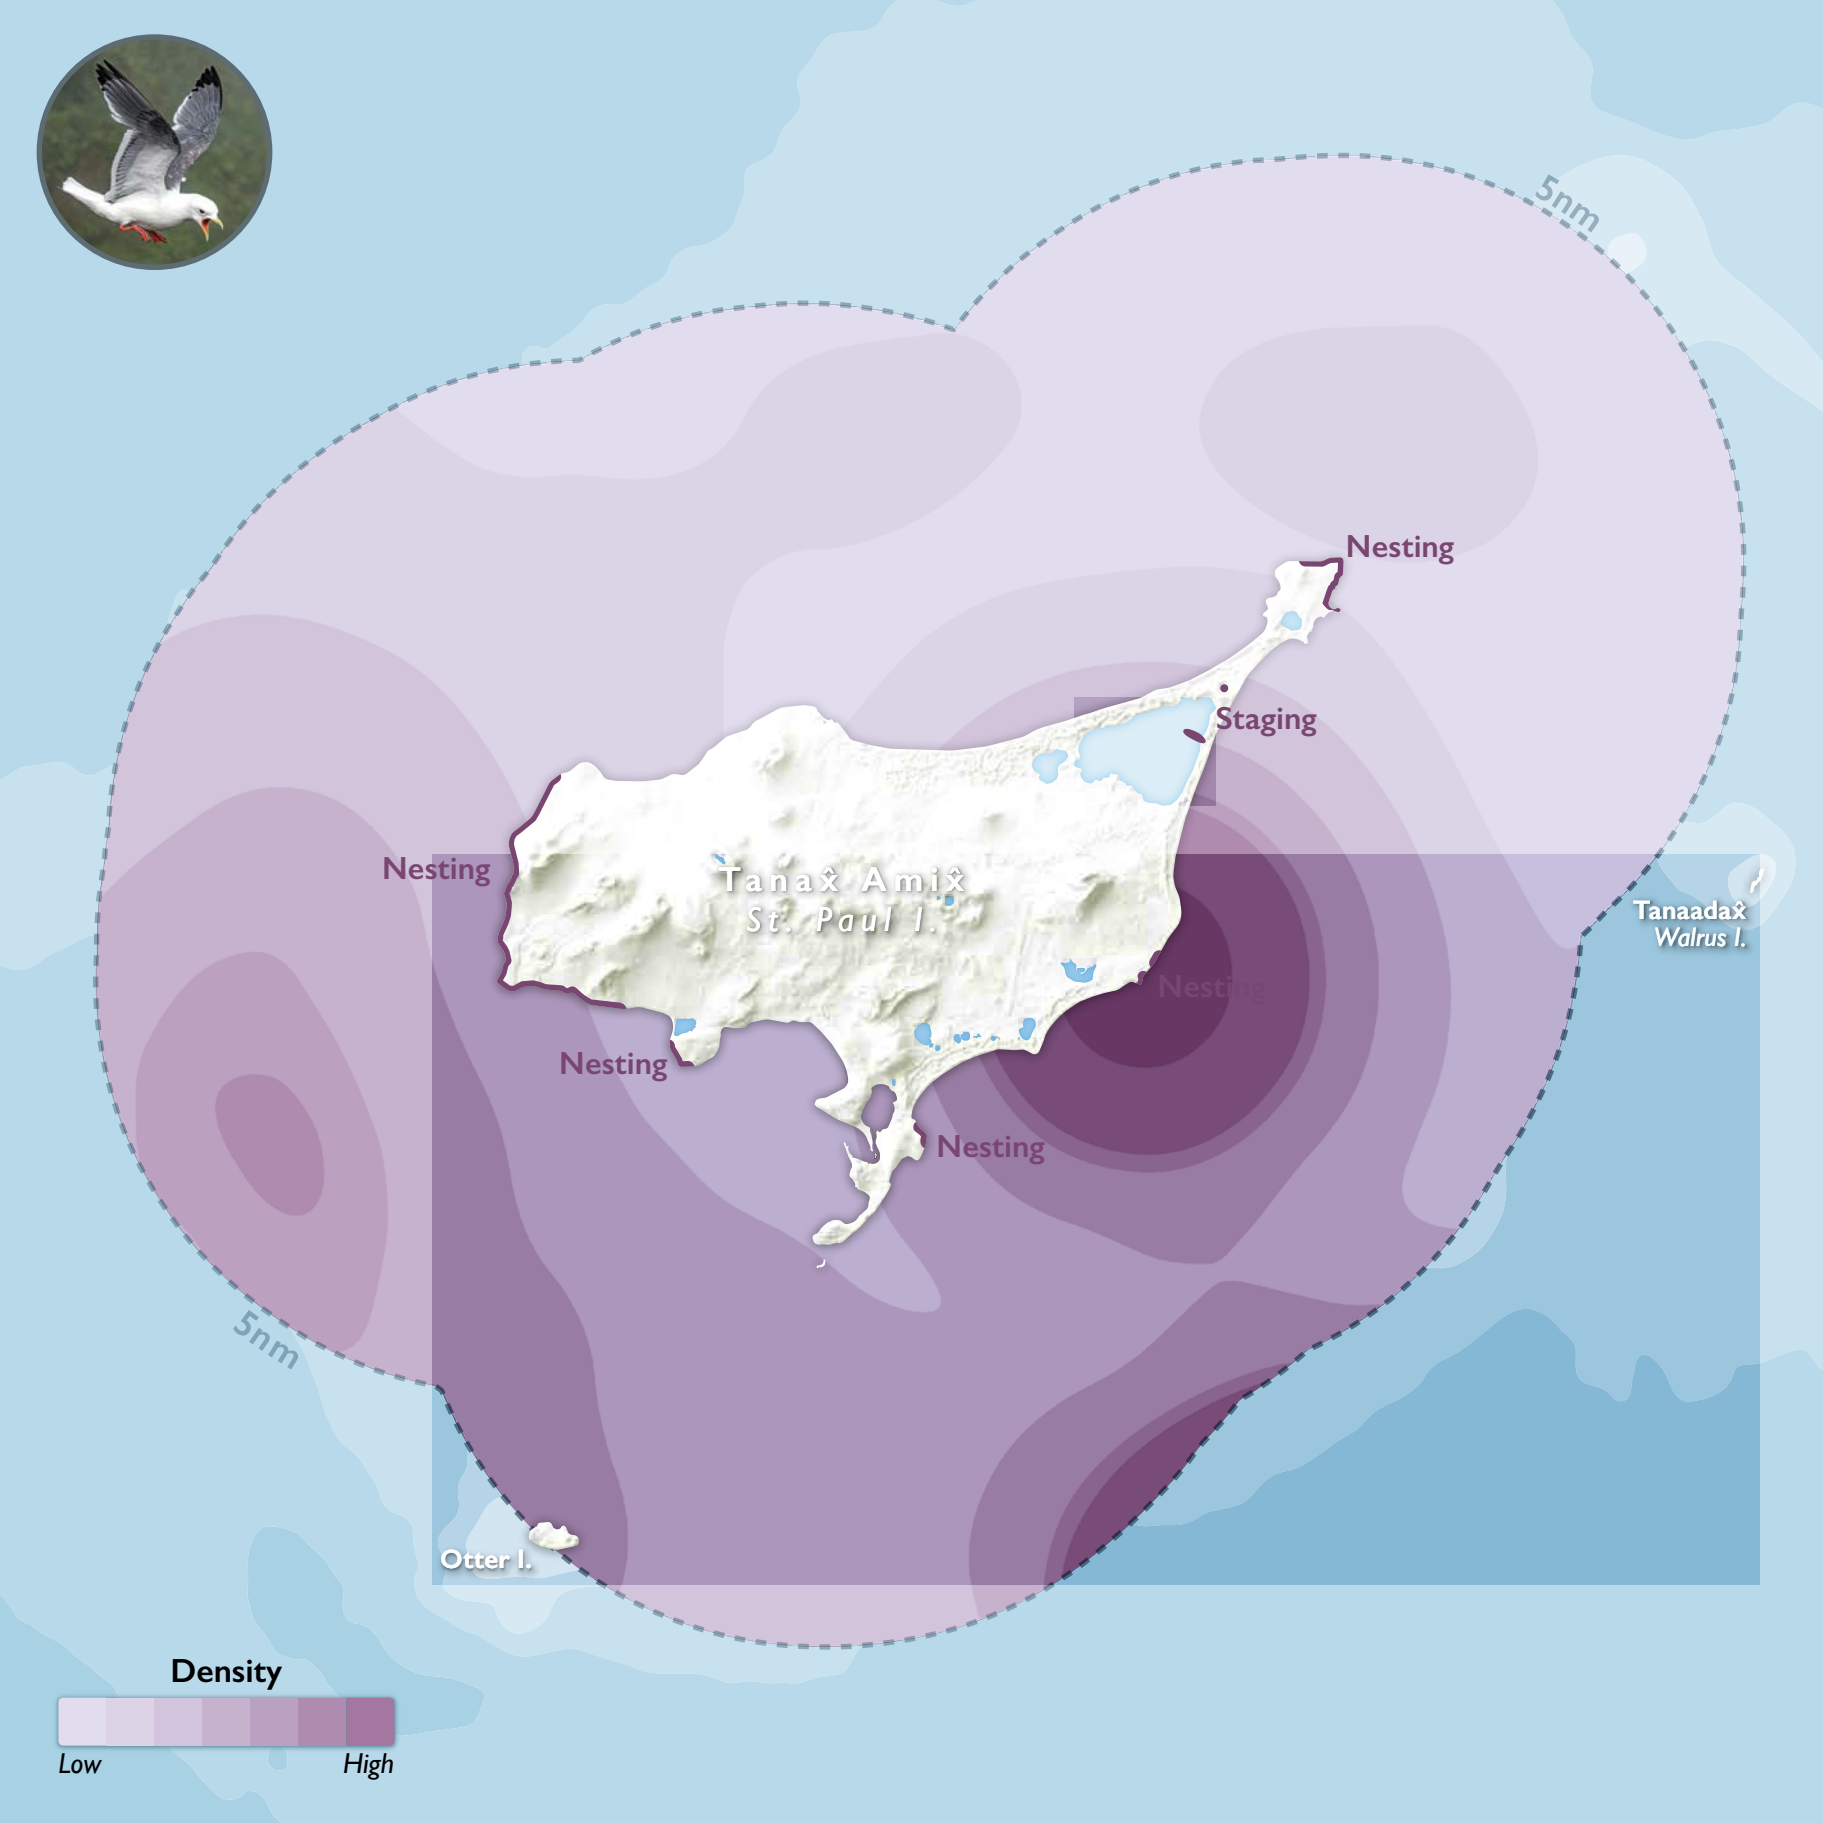 5nm
Nesting
Staging
Nesting
Tanax̂ Amix̂
St. Paul I.
Tanaadax̂
Walrus I.
Nesting
Nesting
Nesting
5nm
Otter I.
Density
Low
High